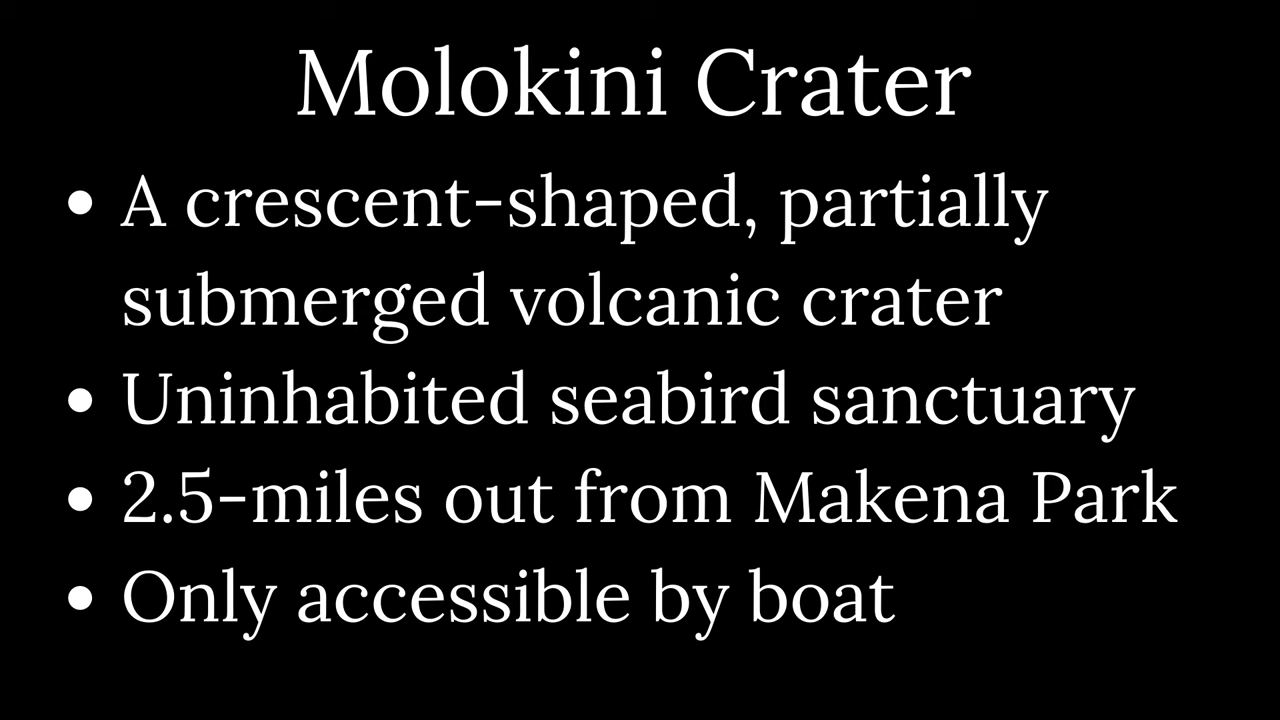 Molokini Crater
• A crescent-shaped, partially
submerged volcanic crater
• Uninhabited seabird sanctuary
• 2.5-miles out from Makena Park
• Only accessible by boat